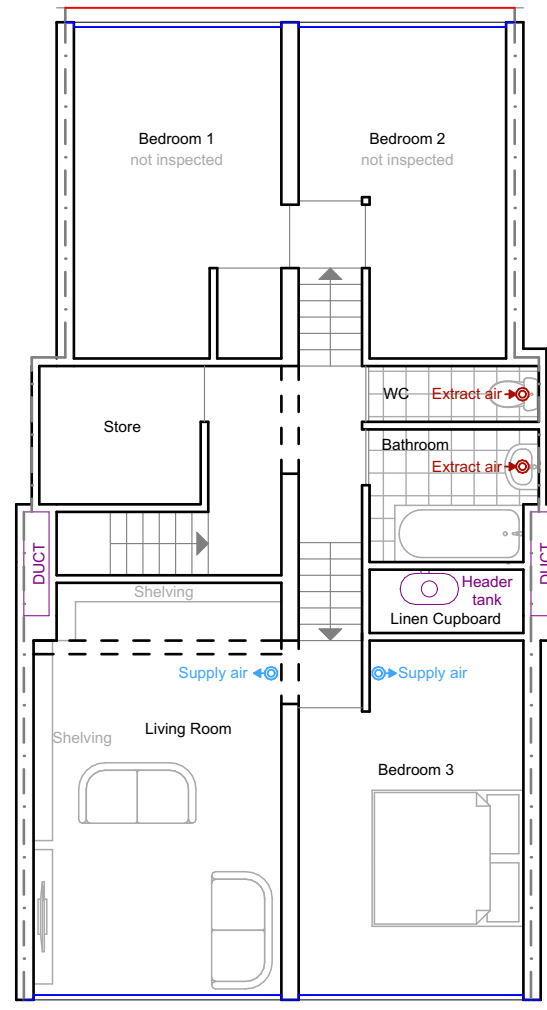 Bedroom 1
not inspected
Bedroom 2
not inspected
WC
Extract air
Store
Bathroom
Extract air
DUCT
DUCT
Shelving
Header
tank
Linen Cupboard
Supply air
Supply air
Living Room
Shelving
Bedroom 3